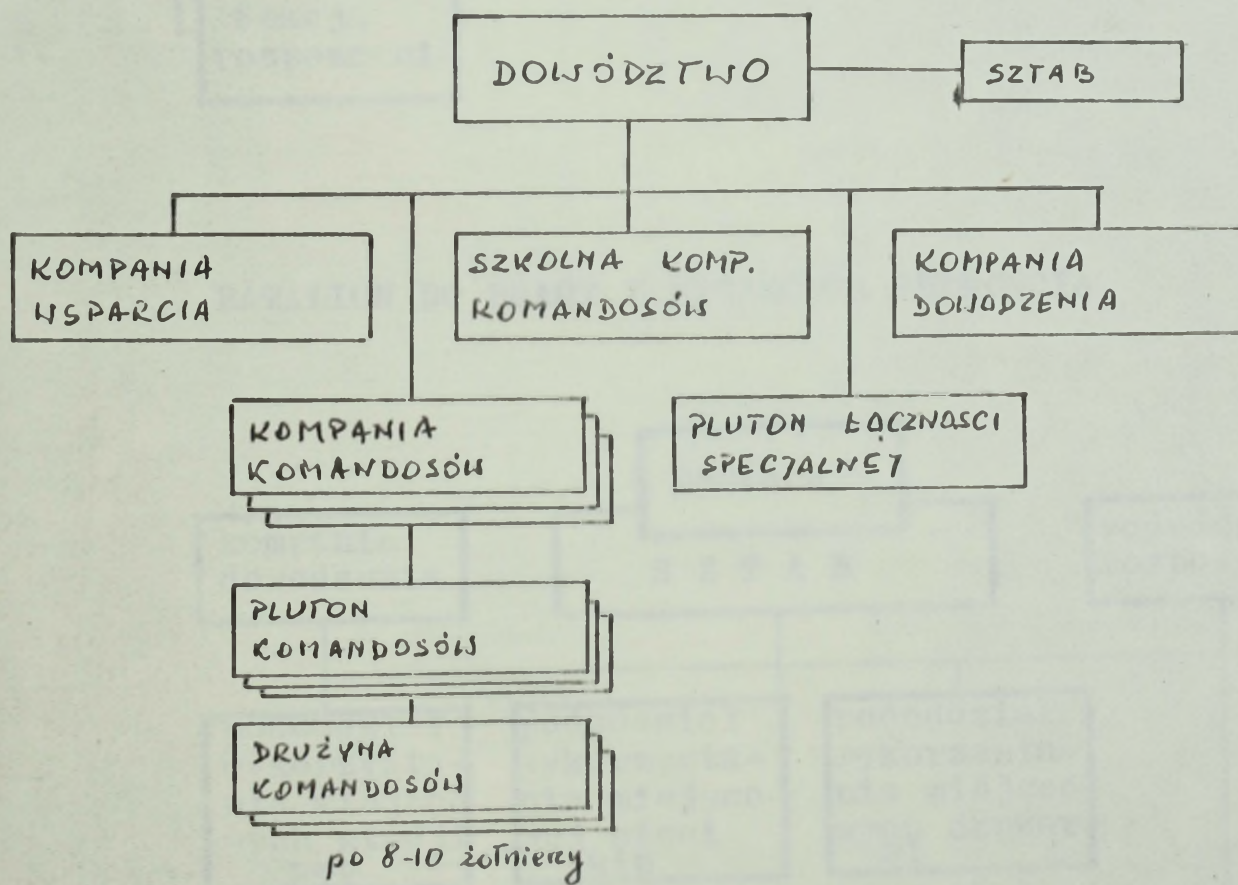 DOWÓDZTWO
SZTAB
KOMPANIA
WSPARCIA
SZKOLNA KOMP.
KOMANDOSÓW
KOMPANIA
DOWODZENIA
KOMPANIA
KOMANDOSÓW
PLUTON ŁĄCZNOSCI
SPECJALNEJ
PLUTON
KOMANDOSÓW
DRUŻYNA
KOMANDOSÓW
po 8-10 żołnierzy